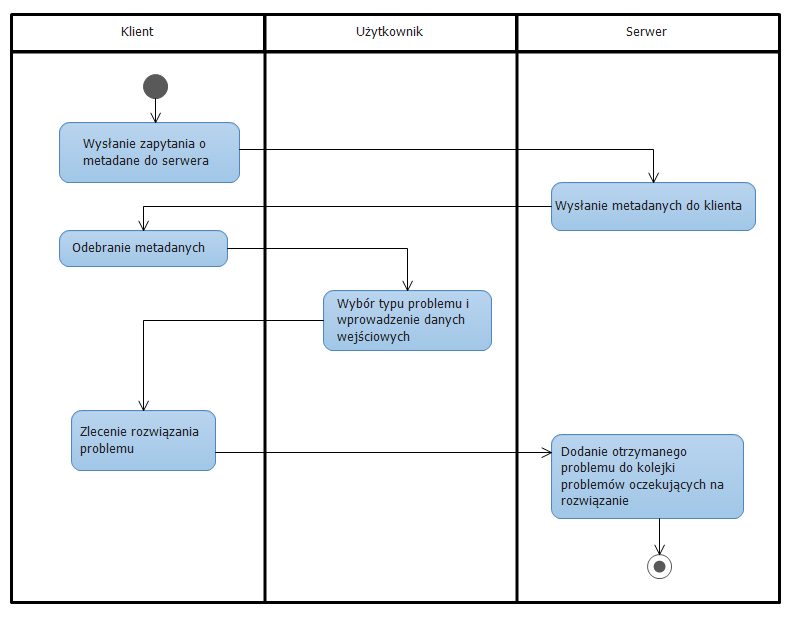 Klient
Użytkownik
Serwer
Wysłanie zapytania o
metadane do serwera
Wysłanie metadanych do klienta
Odebranie metadanych
Wybór typu problemu i
wprowadzenie danych
wejściowych
Zlecenie rozwiązania
problemu
Dodanie otrzymanego
problemu do kolejki
problemów oczekujących na
rozwiązanie